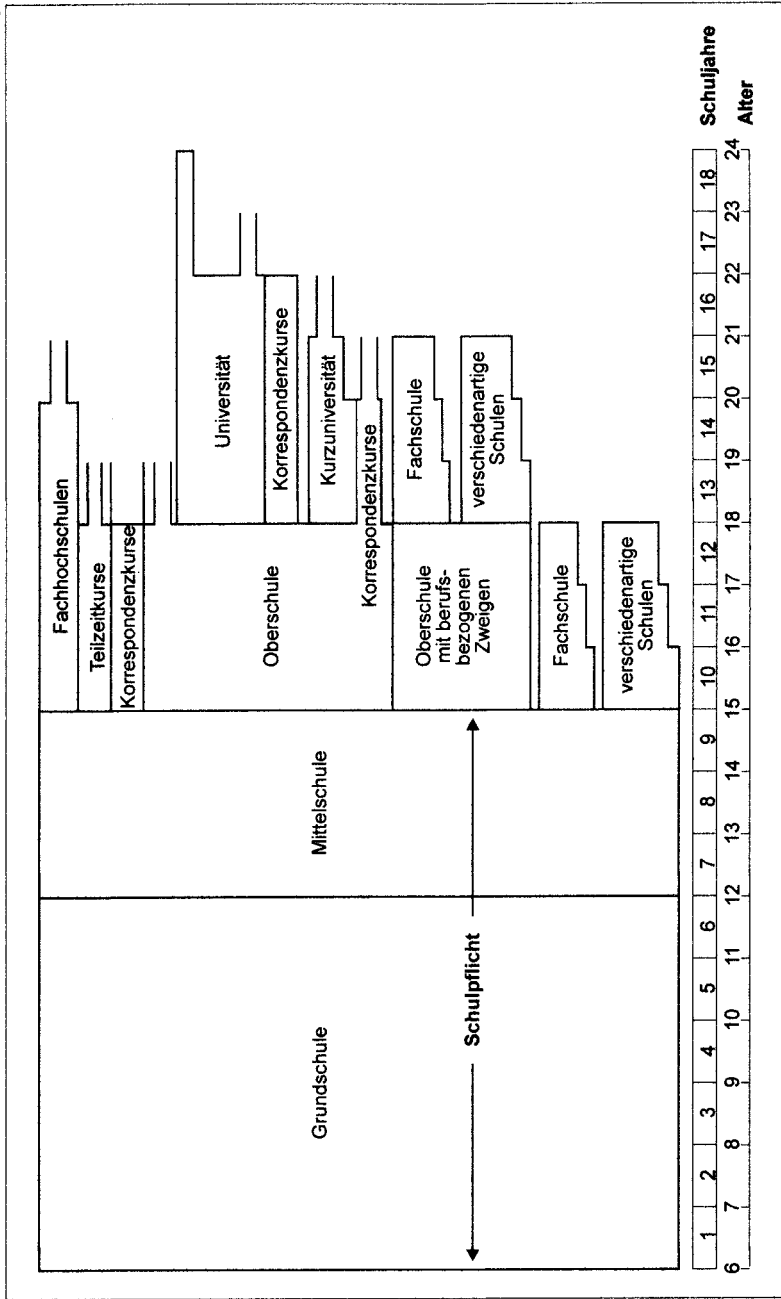 Fachhochschulen
Teilzeitkurse
Korrespondenzkurse
Oberschule
Universität
Korrespondenzkurse
Kurzuniversität
Korrespondenzkurse
Oberschule
mit berufs-
bezogenen
Zweigen
Fachschule
verschiedenartige
Schulen
Fachschule
verschiedenartige
Schulen
Mittelschule
Grundschule
Schulpflicht
1 2 3 4 5 6 7 8 9 10 11 12 13 14 15 16 17 18 Schuljahre
6 7 8 9 10 11 12 13 14 15 16 17 18 19 20 21 22 23 24 Alter